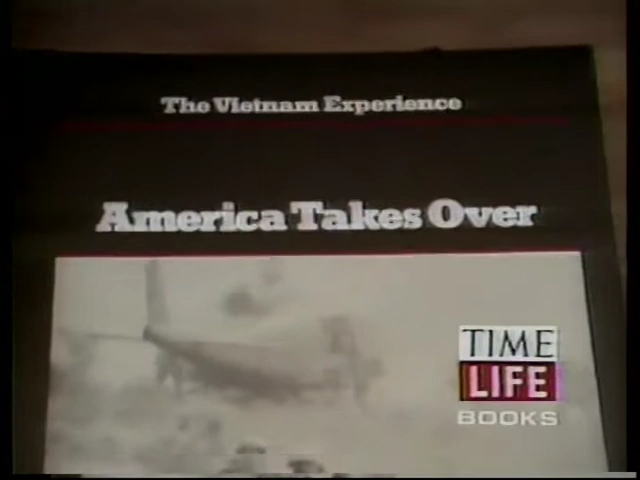 The Vietnam Experience
America Takes Over
TIME
LIFE
BOOKS